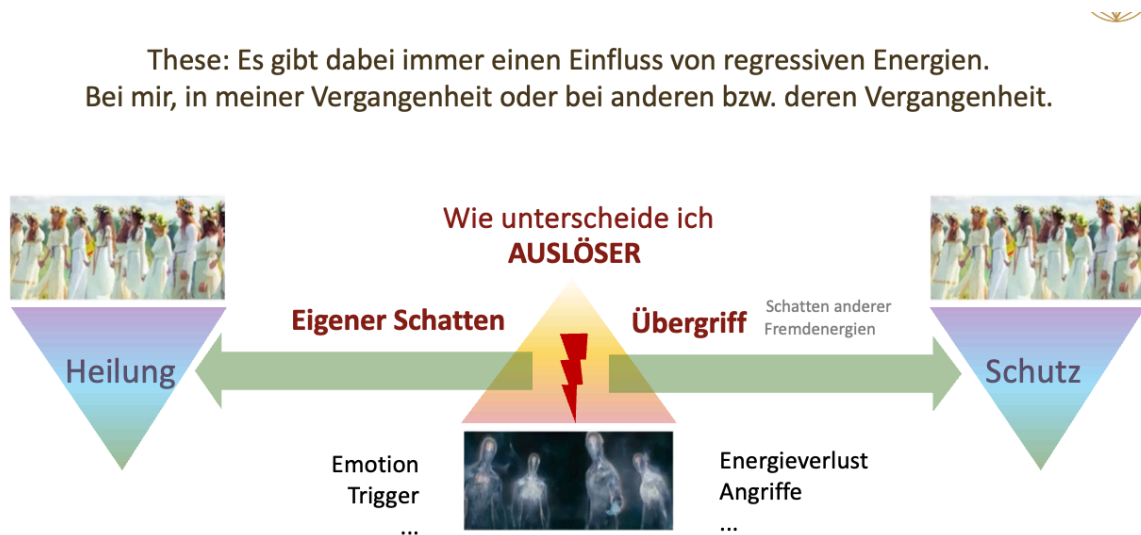 These: Es gibt dabei immer einen Einfluss von regressiven Energien.
Bei mir, in meiner Vergangenheit oder bei anderen bzw. deren Vergangenheit.
Wie unterscheide ich
AUSLÖSER
Eigener Schatten
Übergriff
Schatten anderer
Fremdenergien
Heilung
Schutz
Emotion
Trigger
...
Energieverlust
Angriffe
...